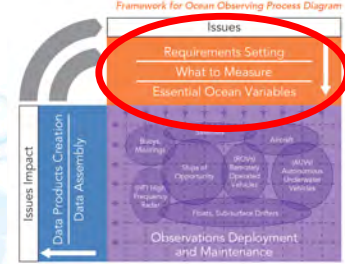 Framework for Ocean Observing Process Diagram
Issues
Requirements Setting
What to Measure
Essential Ocean Variables
Issues Impact
Data Products Creation
Data Assembly
Aircraft
Buoys,
Moorings
Ships of
Opportunity
(ROVs)
Remotely
Operated
Vehicles
(AUVs)
Autonomous
Underwater
Vehicles
(HF) High
Frequency
Radar
Floats, Sub-surface Drifters
Observations Deployment
and Maintenance